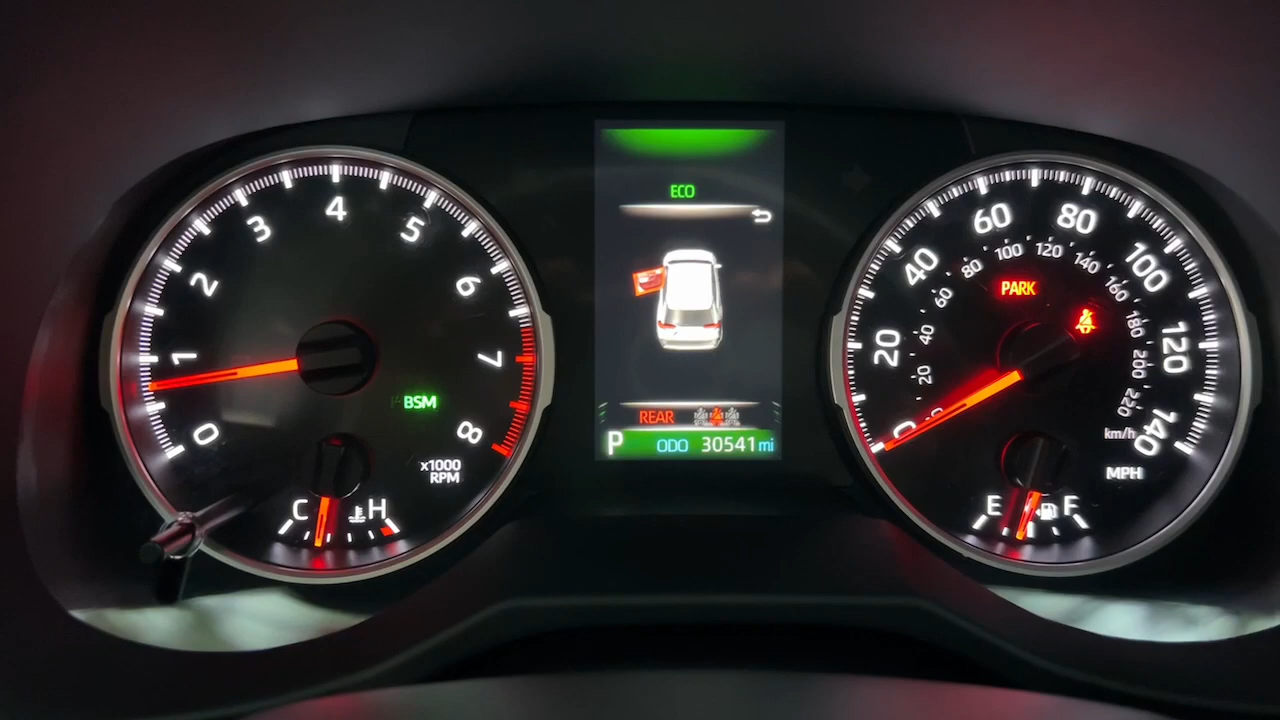 ECO
REAR
P ODO 30541 mi
0 1 2 3 4 5 6 7 8
BSM
x1000
RPM
C H
0 20 40 60 80 100 120 140
20 40 60 80 100 120 140 160 180 200 220
PARK
km/h
MPH
E F